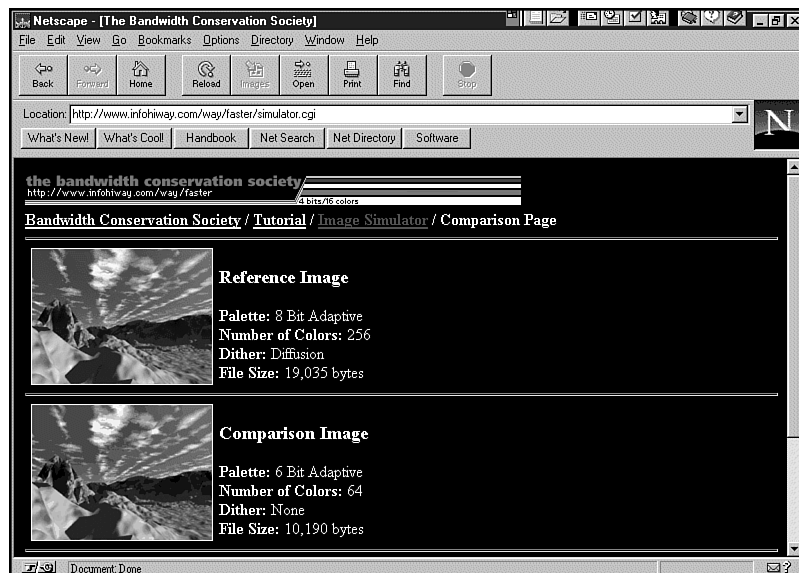 Netscape - [The Bandwidth Conservation Society]
File Edit View Go Bookmarks Options Directory Window Help
Back Forward Home Reload Images Open Print Find Stop
Location: http://www.infohiway.com/way/faster/simulator.cgi
N
What's New! What's Cool! Handbook Net Search Net Directory Software
the bandwidth conservation society
http://www.infohiway.com/way/faster
4 bits/16 colors
Bandwidth Conservation Society / Tutorial / Image Simulator / Comparison Page
Reference Image
Palette: 8 Bit Adaptive
Number of Colors: 256
Dither: Diffusion
File Size: 19,035 bytes
Comparison Image
Palette: 6 Bit Adaptive
Number of Colors: 64
Dither: None
File Size: 10,190 bytes
Document: Done